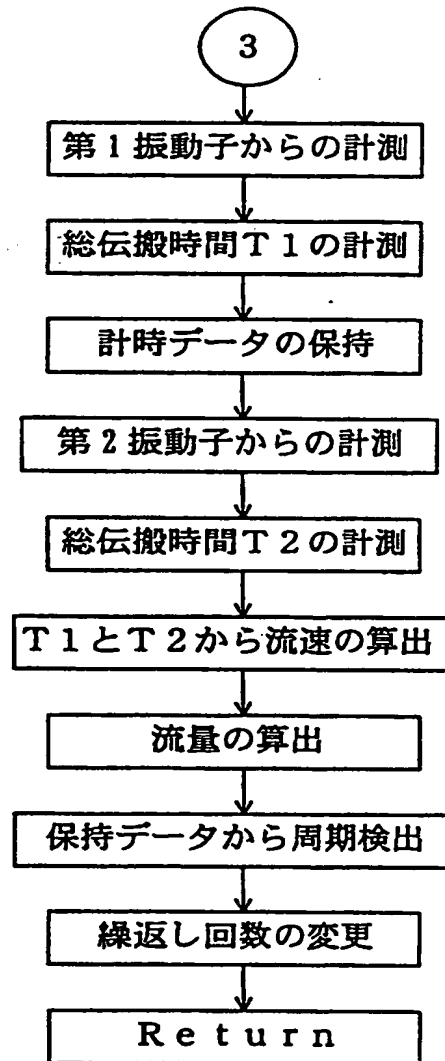 3
第1振動子からの計測
総伝搬時間T1の計測
計時データの保持
第2振動子からの計測
総伝搬時間T2の計測
T1とT2から流速の算出
流量の算出
保持データから周期検出
繰返し回数の変更
Return